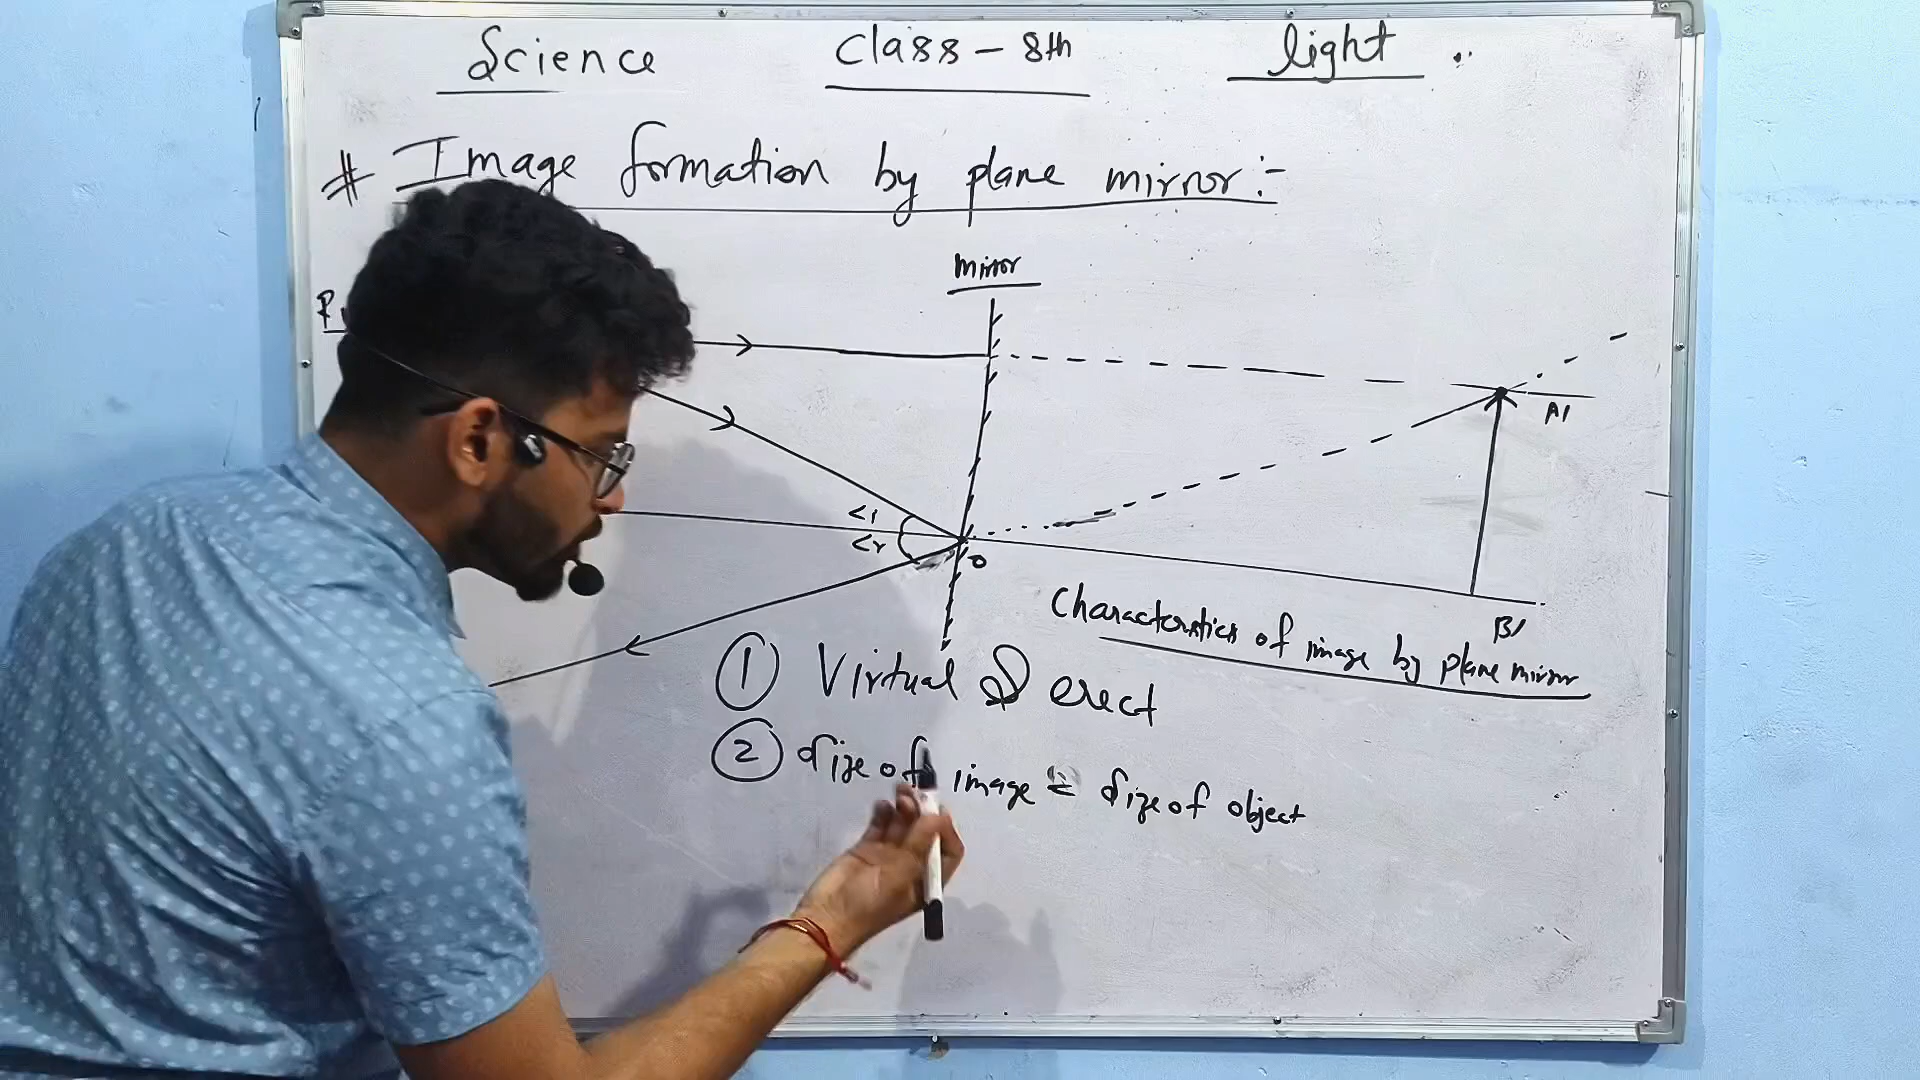 Science Class - 8th light
# Image formation by plane mirror :-
mirror
P
A'
<i
<r
O
B'
Characterstics of image by plane mirror
① Virtual & erect
② Size of image = Size of object